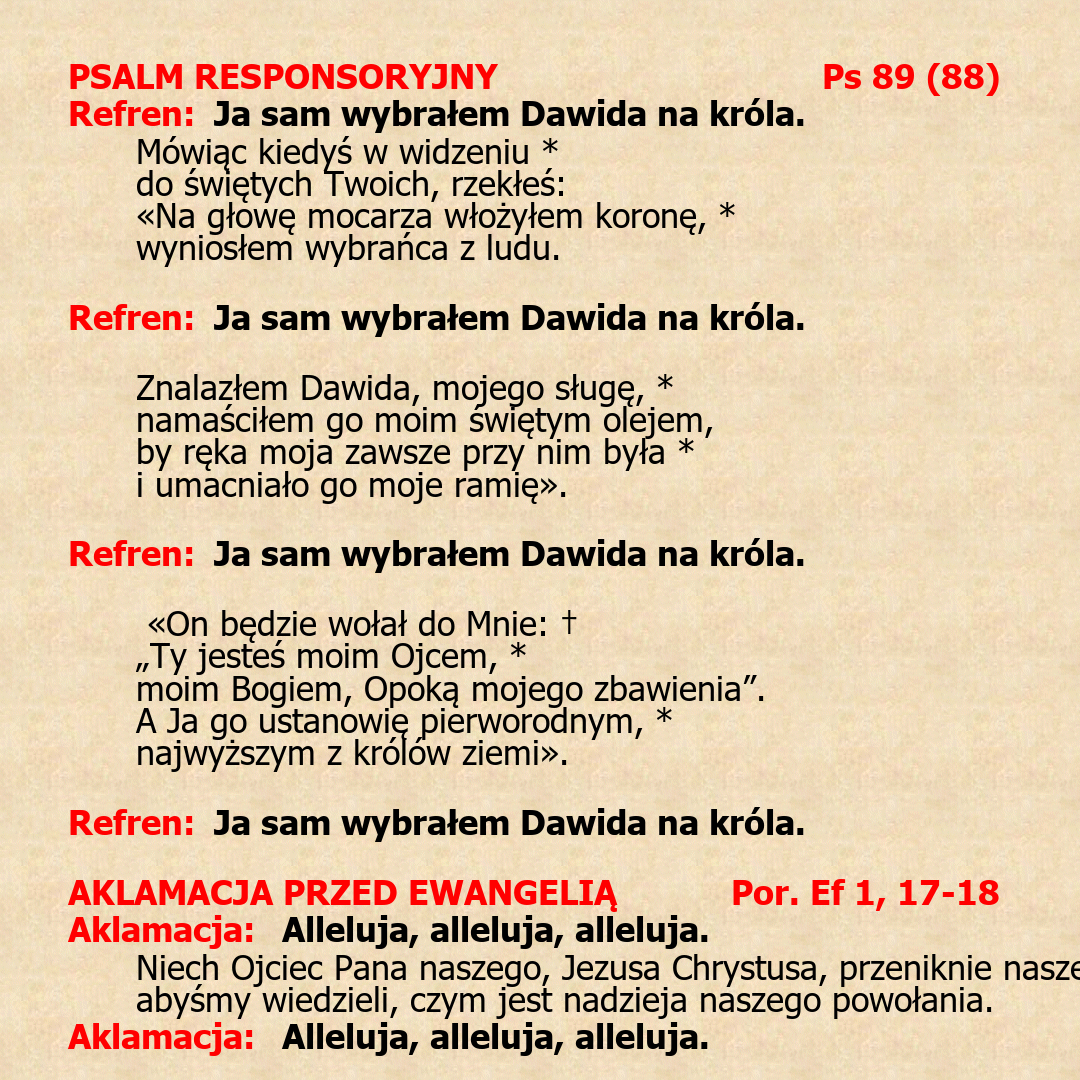 PSALM RESPONSORYJNY Ps 89 (88)
Refren: Ja sam wybrałem Dawida na króla.
Mówiąc kiedyś w widzeniu *
do świętych Twoich, rzekłeś:
«Na głowę mocarza włożyłem koronę, *
wyniosłem wybrańca z ludu.
Refren: Ja sam wybrałem Dawida na króla.
Znalazłem Dawida, mojego sługę, *
namaściłem go moim świętym olejem,
by ręka moja zawsze przy nim była *
i umacniało go moje ramię».
Refren: Ja sam wybrałem Dawida na króla.
«On będzie wołał do Mnie: †
„Ty jesteś moim Ojcem, *
moim Bogiem, Opoką mojego zbawienia”.
A Ja go ustanowię pierworodnym, *
najwyższym z królów ziemi».
Refren: Ja sam wybrałem Dawida na króla.
AKLAMACJA PRZED EWANGELIĄ Por. Ef 1, 17-18
Aklamacja: Alleluja, alleluja, alleluja.
Niech Ojciec Pana naszego, Jezusa Chrystusa, przeniknie nasze
abyśmy wiedzieli, czym jest nadzieja naszego powołania.
Aklamacja: Alleluja, alleluja, alleluja.